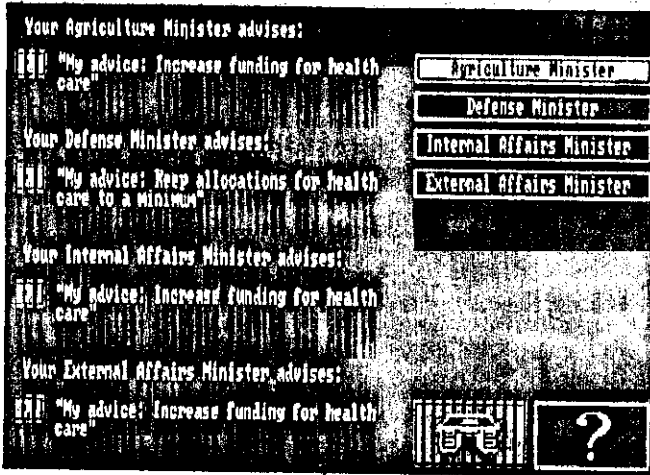 Your Agriculture Minister advises:
"My advice: Increase funding for health
care"
Your Defense Minister advises:
"My advice: Keep allocations for health
care to a minimum"
Your Internal Affairs Minister advises:
"My advice: Increase funding for health
care"
Your External Affairs Minister advises:
"My advice: Increase funding for health
care"
Agriculture Minister
Defense Minister
Internal Affairs Minister
External Affairs Minister
?